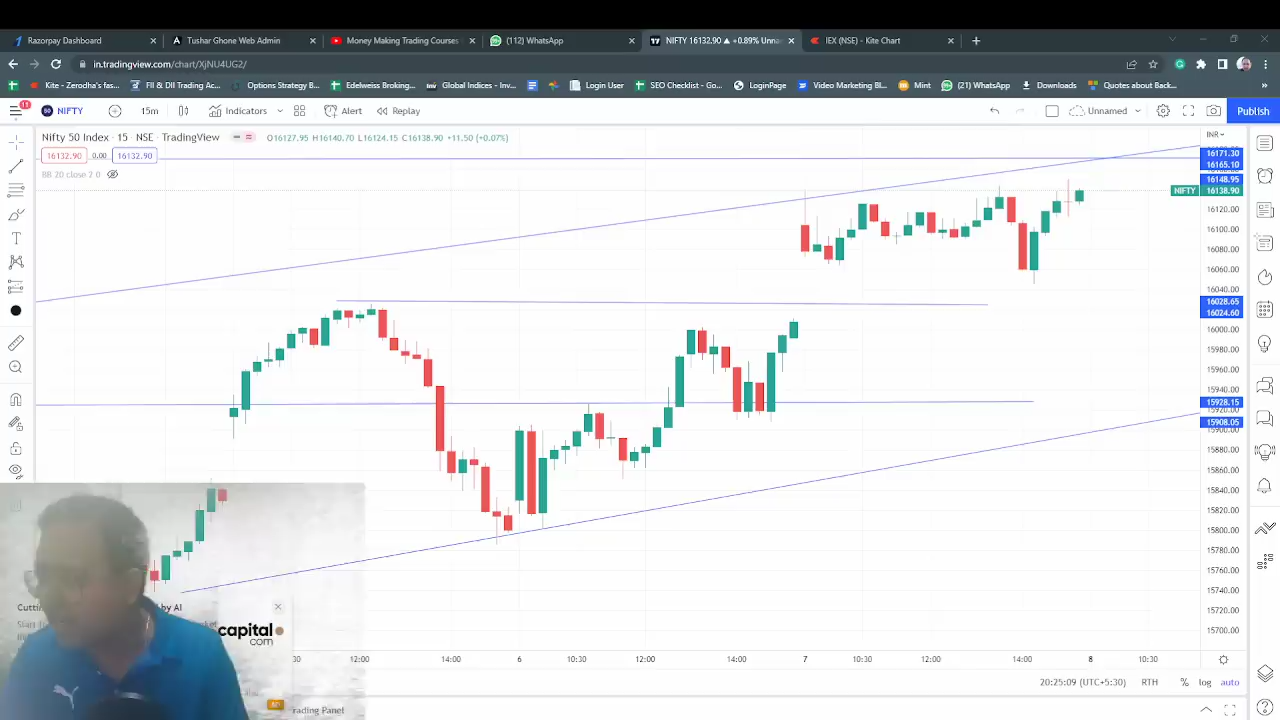 Razorpay Dashboard
Tushar Ghone Web Admin
Money Making Trading Courses
(112) WhatsApp
NIFTY 16132.90 ▲ +0.89% Unna
IEX (NSE) - Kite Chart
in.tradingview.com/chart/XjNU4UG2/
Kite - Zerodha's fas...
Options Strategy B...
Edelweiss Broking...
Global Indices, Wor...
Login User
SEO Checklist - Go...
LoginPage
Video Marketing Bl...
Mint
(21) WhatsApp
Downloads
Quotes about Back...
»
11
50 NIFTY
15m
Indicators
Alert
Replay
Unnamed
Publish
Nifty 50 Index · 15 · NSE · TradingView
O16127.95 H16140.70 L16124.15 C16138.90 +11.50 (+0.07%)
INR
16132.90 0.00 16132.90
BB 20 close 2 0
16171.30
16165.10
16148.95
NIFTY 16138.90
16120.00
16100.00
16080.00
16060.00
16040.00
16028.65
16024.60
16000.00
15980.00
15960.00
15940.00
15928.15
15908.05
15900.00
15880.00
15860.00
15840.00
15820.00
15800.00
15780.00
15760.00
15740.00
15720.00
15700.00
by AI
capital
com
:30 12:00 14:00 6 10:30 12:00 14:00 7 10:30 12:00 14:00 8 10:30
20:25:09 (UTC+5:30) RTH % log auto
Trading Panel